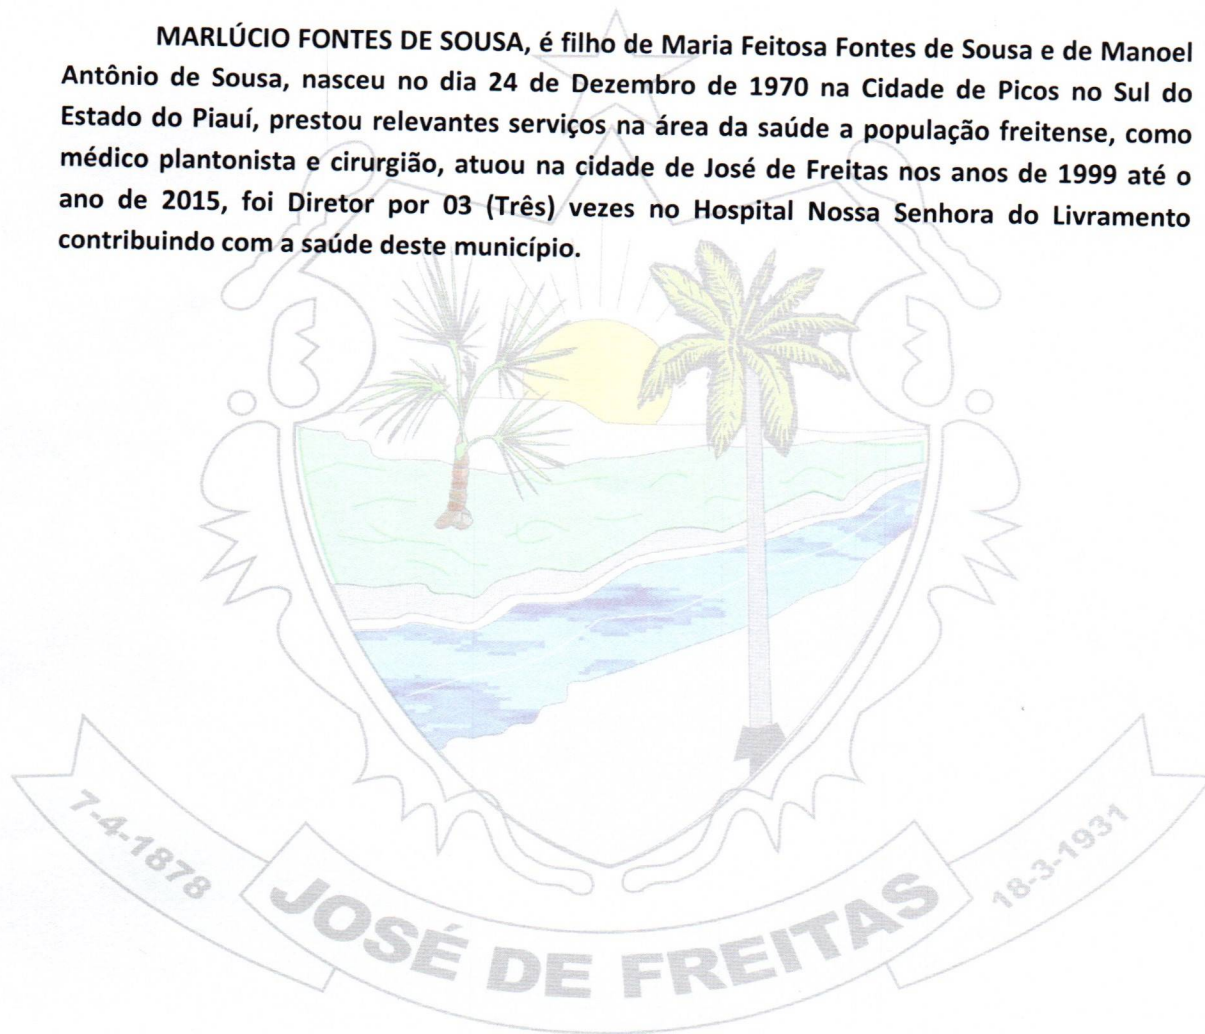 MARLÚCIO FONTES DE SOUSA, é filho de Maria Feitosa Fontes de Sousa e de Manoel
Antônio de Sousa, nasceu no dia 24 de Dezembro de 1970 na Cidade de Picos no Sul do
Estado do Piauí, prestou relevantes serviços na área da saúde a população freitense, como
médico plantonista e cirurgião, atuou na cidade de José de Freitas nos anos de 1999 até o
ano de 2015, foi Diretor por 03 (Três) vezes no Hospital Nossa Senhora do Livramento
contribuindo com a saúde deste município.
7-4-1878
JOSÉ DE FREITAS
18-3-1931